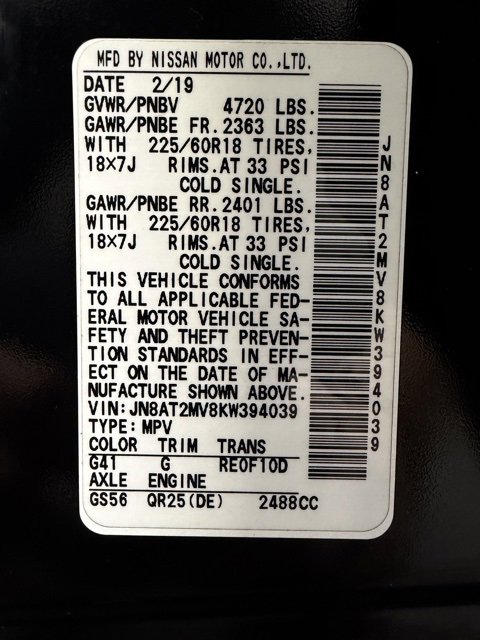 MFD BY NISSAN MOTOR CO.,LTD.
DATE 2/19
GVWR/PNBV 4720 LBS.
GAWR/PNBE FR. 2363 LBS.
WITH 225/60R18 TIRES,
18×7J RIMS.AT 33 PSI
COLD SINGLE.
GAWR/PNBE RR. 2401 LBS.
WITH 225/60R18 TIRES,
18×7J RIMS.AT 33 PSI
COLD SINGLE.
THIS VEHICLE CONFORMS
TO ALL APPLICABLE FED-
ERAL MOTOR VEHICLE SA-
FETY AND THEFT PREVEN-
TION STANDARDS IN EFF-
ECT ON THE DATE OF MA-
NUFACTURE SHOWN ABOVE.
VIN:JN8AT2MV8KW394039
TYPE:MPV
COLOR TRIM TRANS
G41 G RE0F10D
AXLE ENGINE
GS56 QR25(DE) 2488CC
JN8AT2MV8KW394039